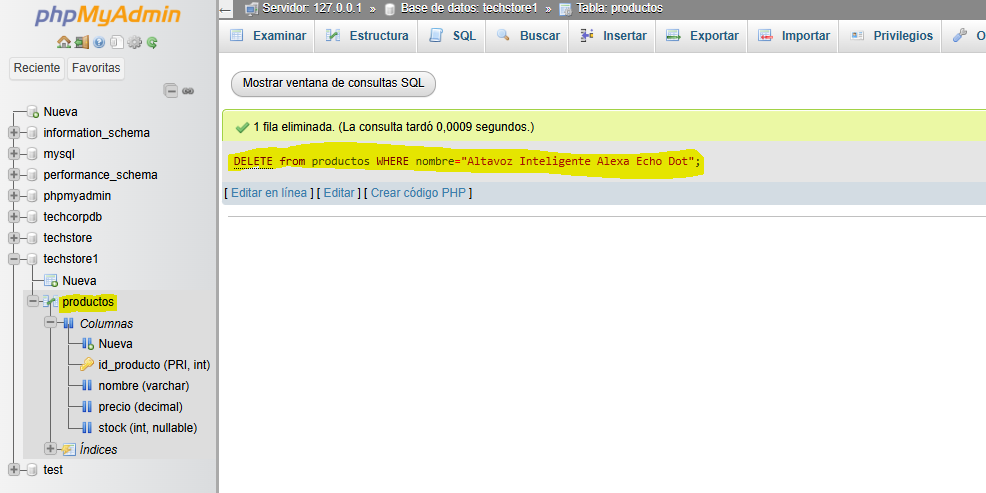 phpMyAdmin
Reciente Favoritas
Nueva
information_schema
mysql
performance_schema
phpmyadmin
techcorpdb
techstore
techstore1
Nueva
productos
Columnas
Nueva
id_producto (PRI, int)
nombre (varchar)
precio (decimal)
stock (int, nullable)
Índices
test
Servidor: 127.0.0.1 » Base de datos: techstore1 » Tabla: productos
Examinar Estructura SQL Buscar Insertar Exportar Importar Privilegios O
Mostrar ventana de consultas SQL
1 fila eliminada. (La consulta tardó 0,0009 segundos.)
DELETE from productos WHERE nombre="Altavoz Inteligente Alexa Echo Dot";
[ Editar en línea ] [ Editar ] [ Crear código PHP ]